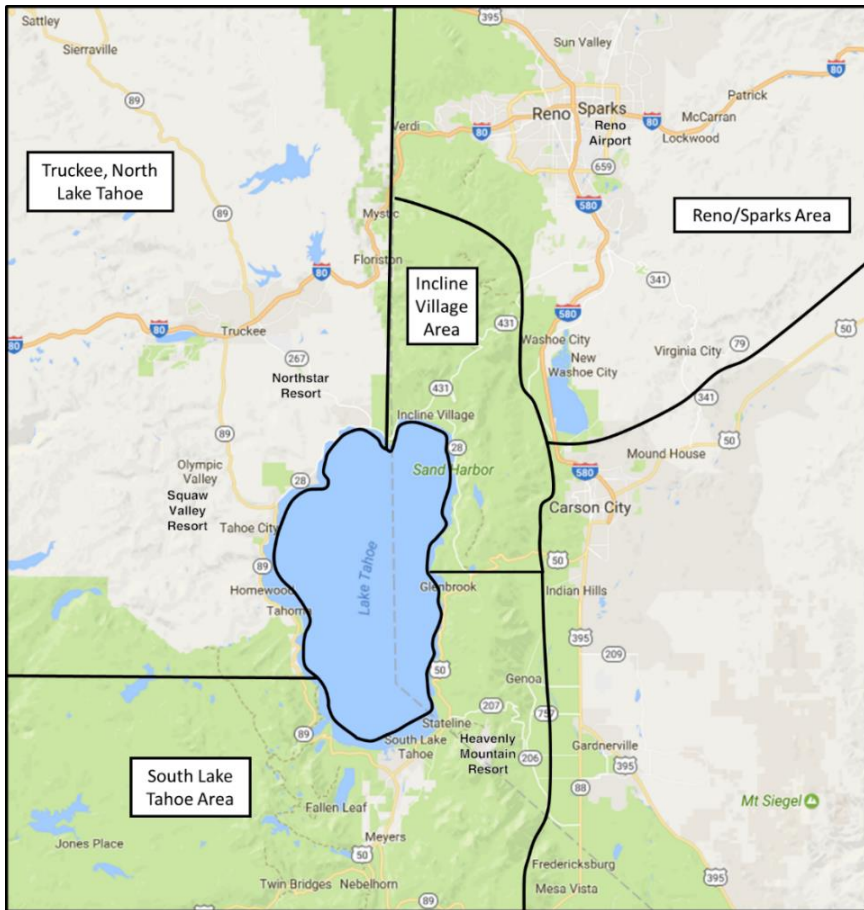 Sattley
395
Sierraville
Sun Valley
80
89
Patrick
Reno
Sparks
McCarran
Verdi
80
Reno
Airport
80
Lockwood
659
Truckee, North
Lake Tahoe
89
Mystic
580
Reno/Sparks Area
Floriston
80
Incline
Village
Area
341
431
580
50
80
80
Truckee
Washoe City
New
Washoe City
Virginia City
79
267
Northstar
Resort
431
341
Incline Village
89
28
50
Olympic
Valley
Sand Harbor
Mound House
28
580
Squaw
Valley
Resort
Carson City
Tahoe City
89
50
Lake Tahoe
Homewood
Glenbrook
Indian Hills
Tahoma
395
209
50
Genoa
207
757
Stateline
89
South Lake
Tahoe
Heavenly
Mountain
Resort
206
Gardnerville
395
South Lake
Tahoe Area
88
Fallen Leaf
Mt Siegel
Jones Place
Meyers
50
Fredericksburg
395
Twin Bridges
Nebelhorn
Mesa Vista
89